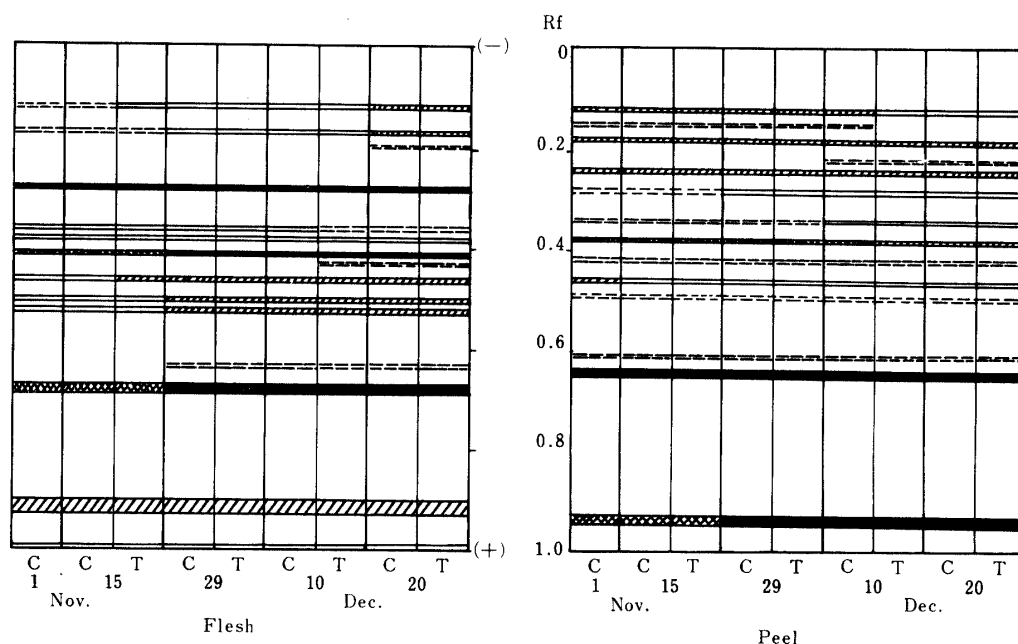 (−)
(+)
C C T C T C T C T
1 15 29 10 20
Nov. Dec.
Flesh
Rf
0
0.2
0.4
0.6
0.8
1.0
C C T C T C T C T
1 15 29 10 20
Nov. Dec.
Peel